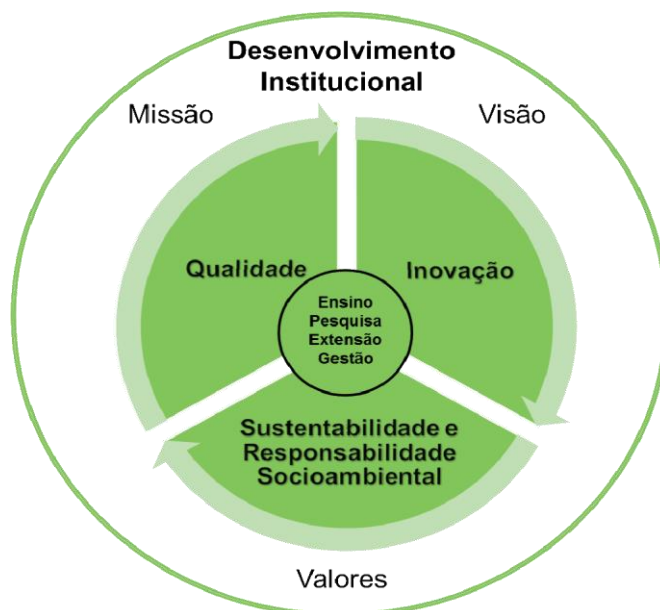 Desenvolvimento
Institucional
Missão
Visão
Qualidade
Inovação
Ensino
Pesquisa
Extensão
Gestão
Sustentabilidade e
Responsabilidade
Socioambiental
Valores